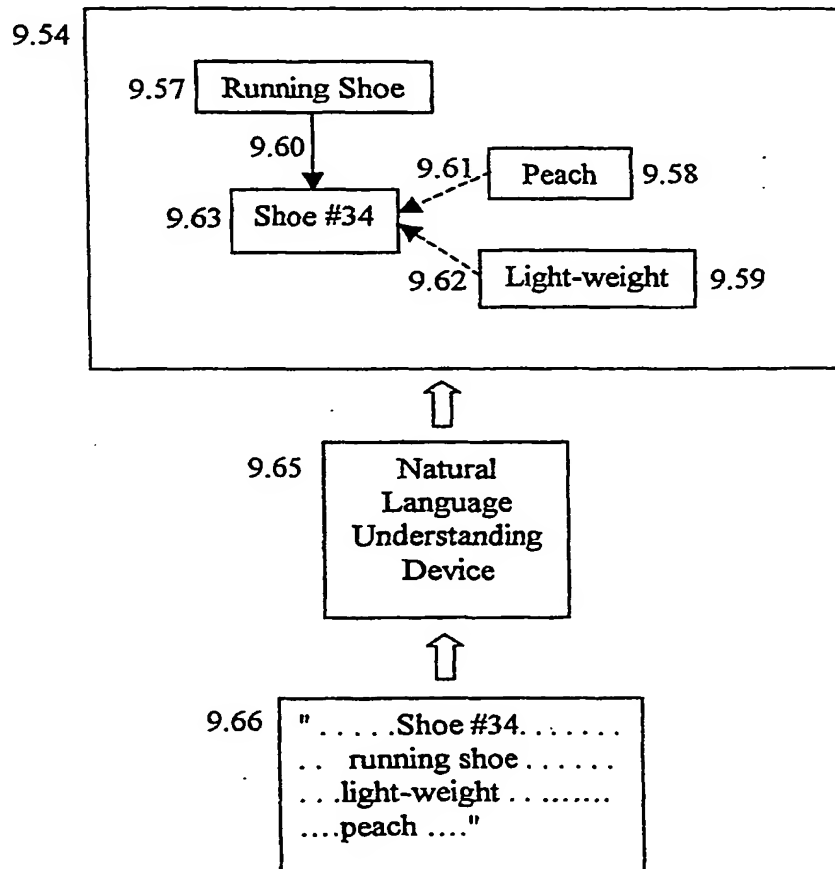 9.54
9.57 Running Shoe
9.60
9.61 Peach 9.58
9.63 Shoe #34
9.62 Light-weight 9.59
9.65 Natural
Language
Understanding
Device
9.66 " . . . . .Shoe #34. . . . . . .
. . running shoe . . . . . .
. . .light-weight . . ........
....peach ...."